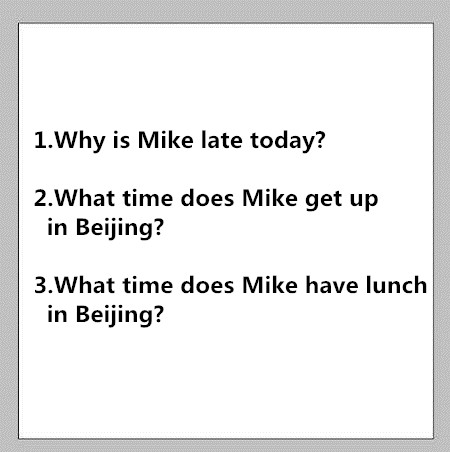 1.Why is Mike late today?
2.What time does Mike get up
in Beijing?
3.What time does Mike have lunch
in Beijing?